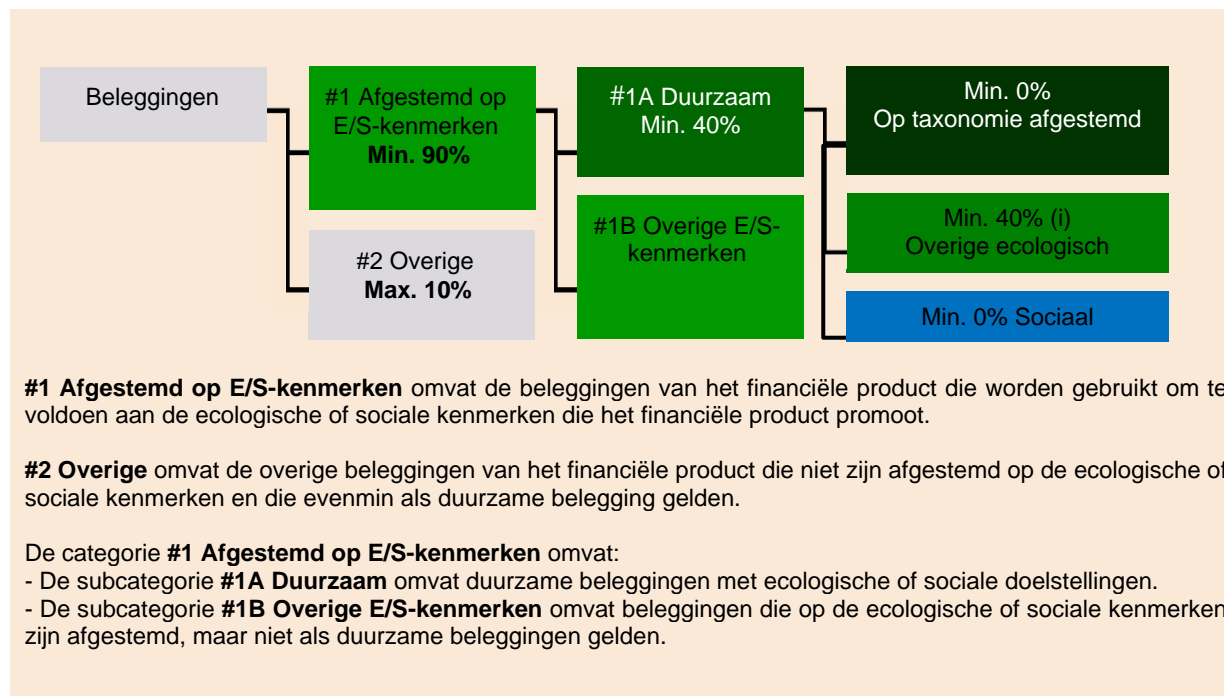 Beleggingen
#1 Afgestemd op
E/S-kenmerken
Min. 90%
#2 Overige
Max. 10%
#1A Duurzaam
Min. 40%
#1B Overige E/S-
kenmerken
Min. 0%
Op taxonomie afgestemd
Min. 40% (i)
Overige ecologisch
Min. 0% Sociaal
#1 Afgestemd op E/S-kenmerken omvat de beleggingen van het financiële product die worden gebruikt om te
voldoen aan de ecologische of sociale kenmerken die het financiële product promoot.
#2 Overige omvat de overige beleggingen van het financiële product die niet zijn afgestemd op de ecologische of
sociale kenmerken en die evenmin als duurzame belegging gelden.
De categorie #1 Afgestemd op E/S-kenmerken omvat:
- De subcategorie #1A Duurzaam omvat duurzame beleggingen met ecologische of sociale doelstellingen.
- De subcategorie #1B Overige E/S-kenmerken omvat beleggingen die op de ecologische of sociale kenmerken
zijn afgestemd, maar niet als duurzame beleggingen gelden.